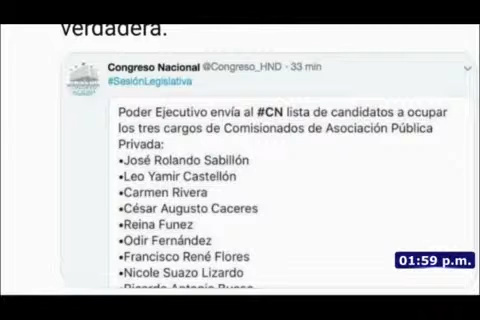 verdadera.
Congreso Nacional @Congreso_HND · 33 min
#SesiónLegislativa
Poder Ejecutivo envía al #CN lista de candidatos a ocupar
los tres cargos de Comisionados de Asociación Pública
Privada:
•José Rolando Sabillón
•Leo Yamir Castellón
•Carmen Rivera
•César Augusto Caceres
•Reina Funez
•Odir Fernández
•Francisco René Flores
•Nicole Suazo Lizardo
•Ricardo Antonio
01:59 p.m.